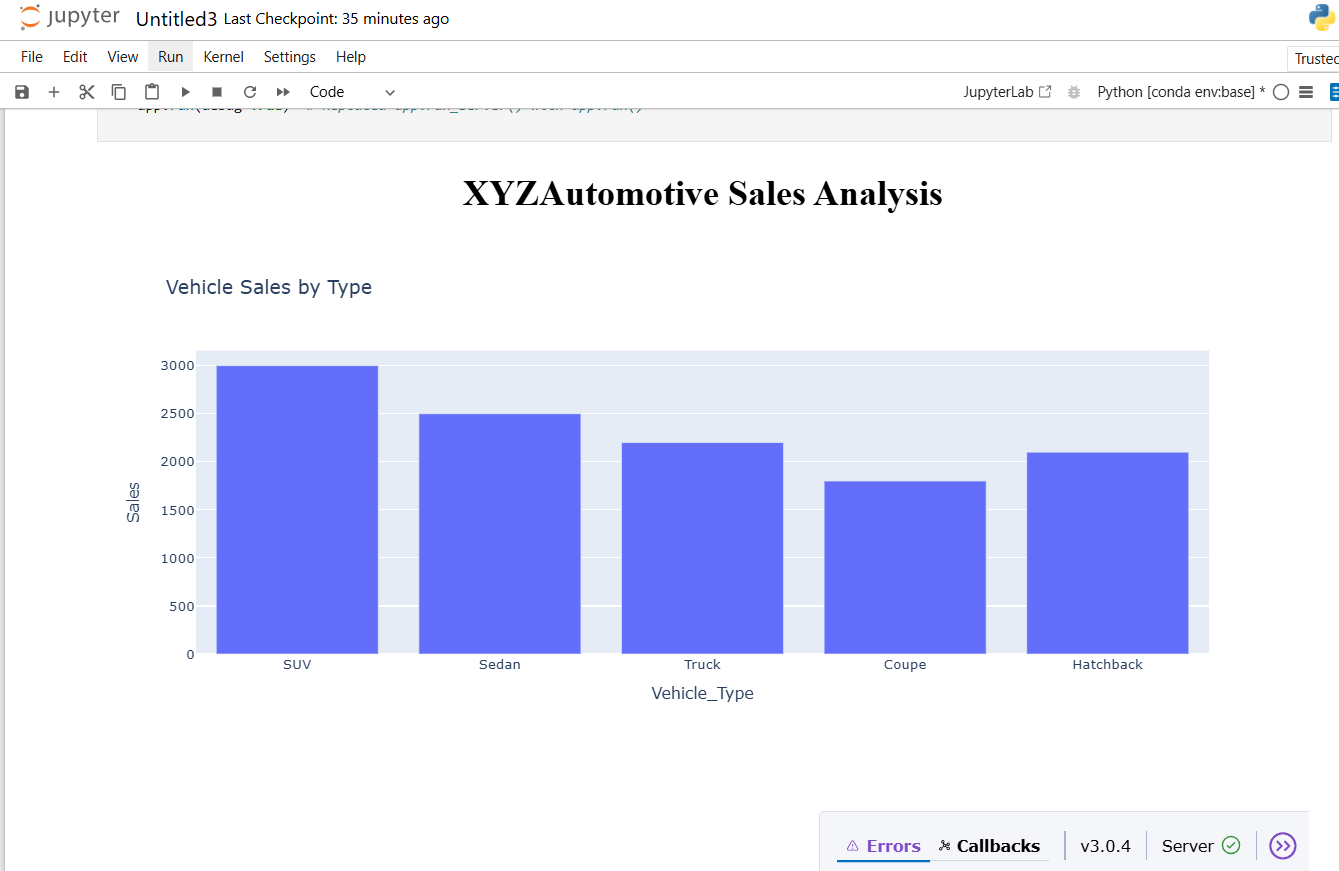 jupyter Untitled3 Last Checkpoint: 35 minutes ago
File Edit View Run Kernel Settings Help
Trusted
Code
JupyterLab
Python [conda env:base] *
XYZAutomotive Sales Analysis
Vehicle Sales by Type
3000
2500
2000
1500
1000
500
0
Sales
SUV Sedan Truck Coupe Hatchback
Vehicle_Type
Errors Callbacks v3.0.4 Server